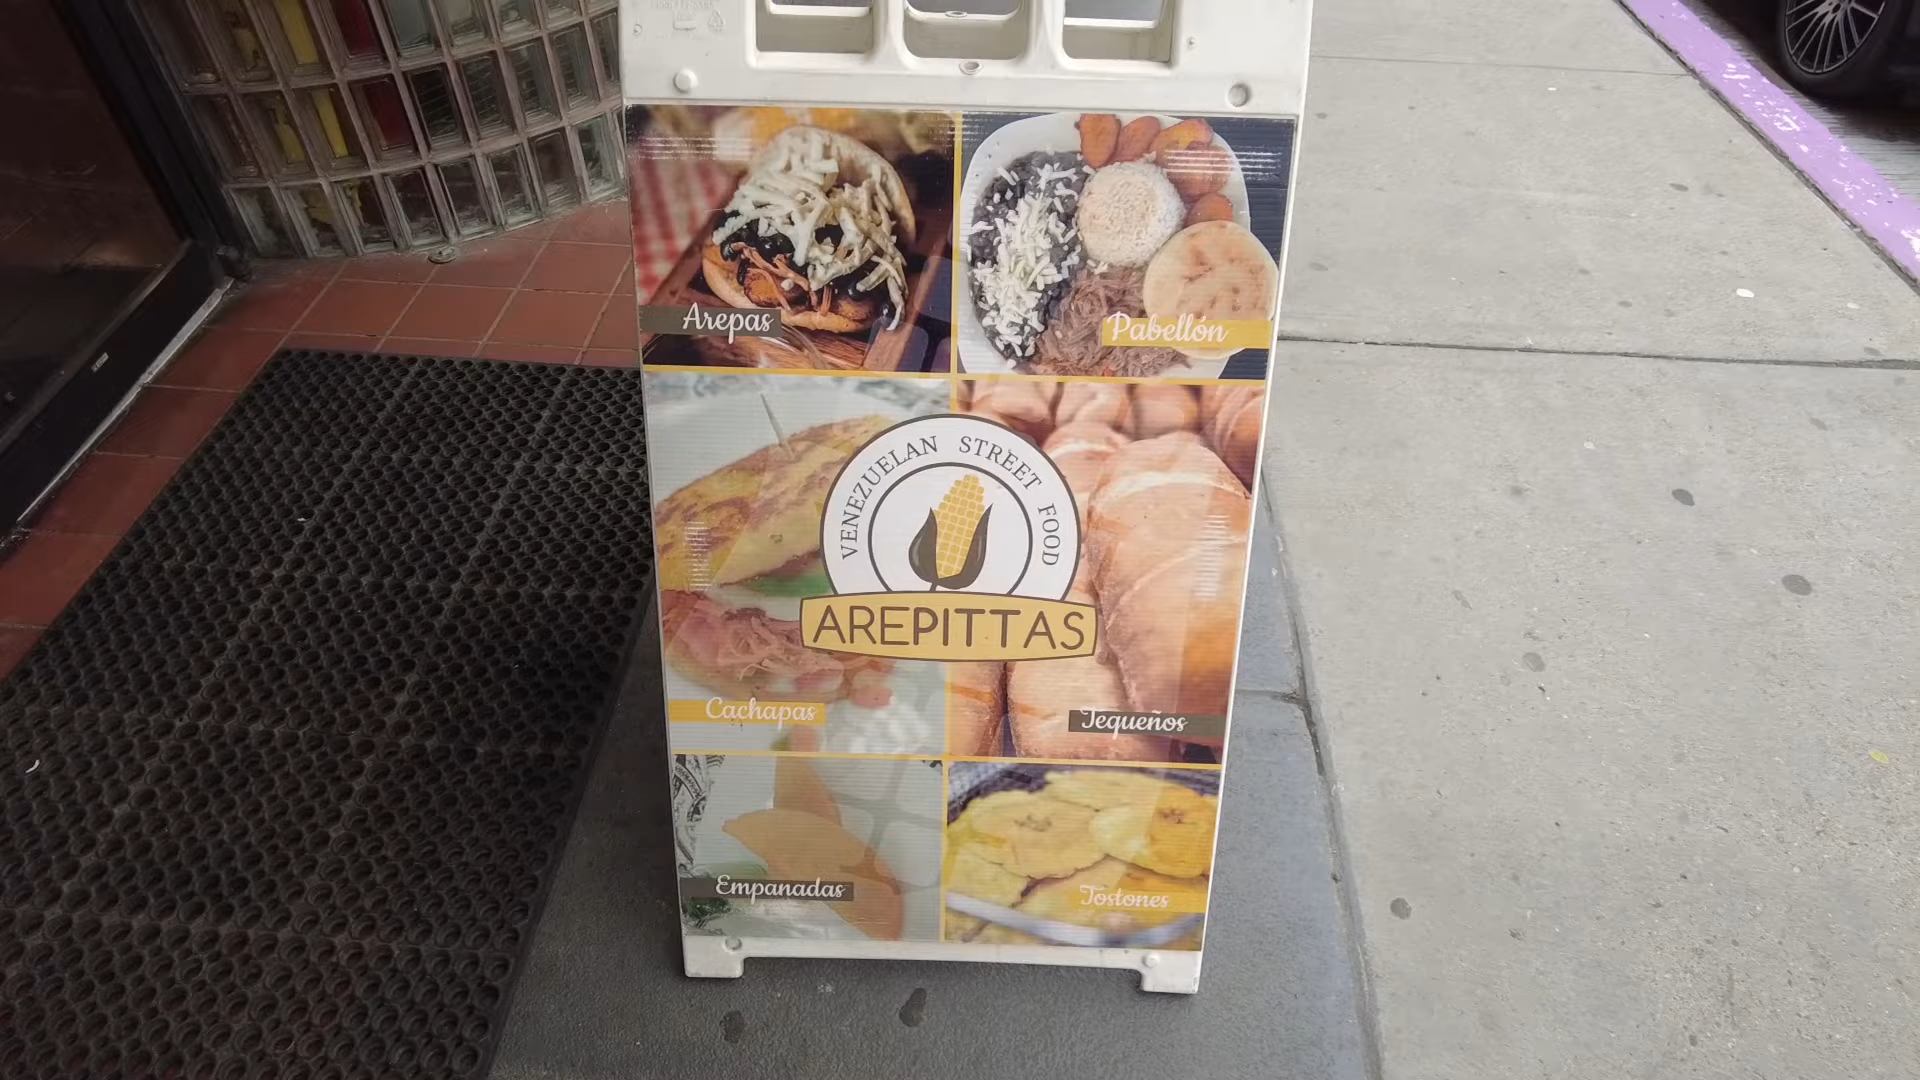 Arepas
Pabellón
VENEZUELAN STREET FOOD
AREPITTAS
Cachapas
Tequeños
Empanadas
Tostones